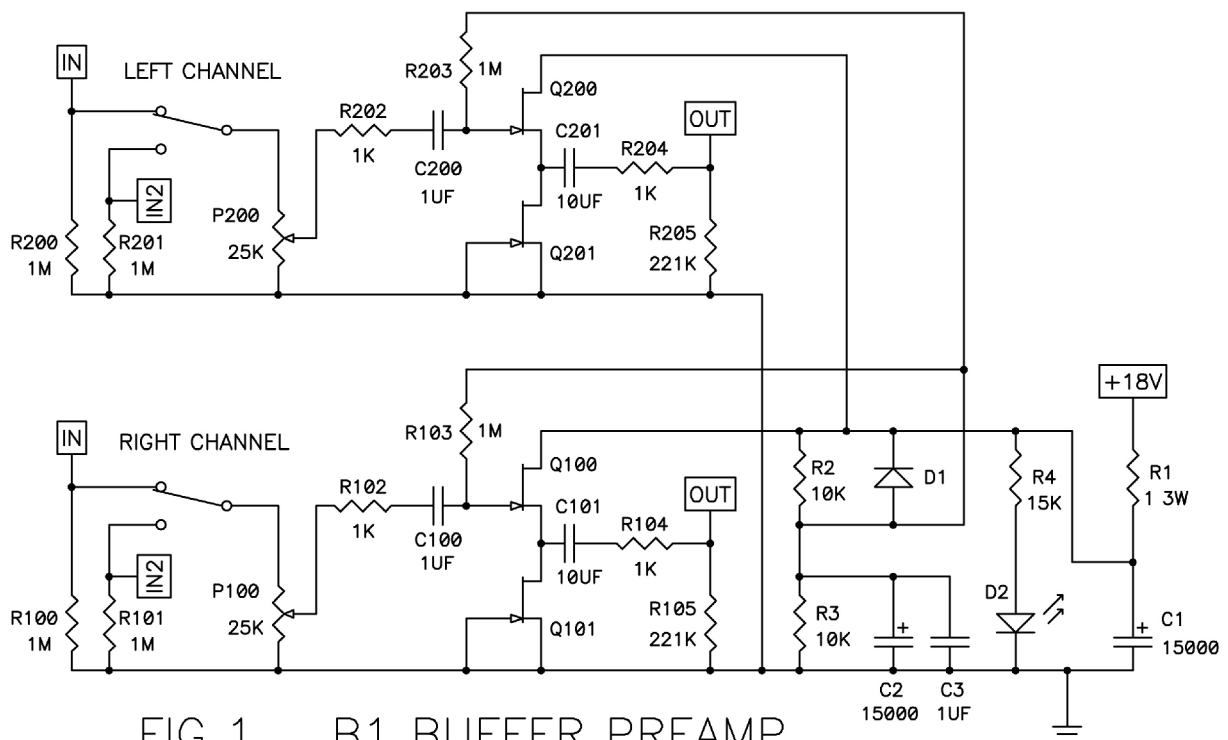 IN
LEFT CHANNEL
R203
1M
Q200
R202
1K
C200
1UF
C201
10UF
R204
1K
OUT
IN2
P200
25K
R200
1M
R201
1M
Q201
R205
221K
+18V
IN
RIGHT CHANNEL
R103
1M
Q100
R102
1K
C100
1UF
C101
10UF
R104
1K
OUT
R2
10K
D1
R4
15K
R1
1 3W
IN2
P100
25K
R100
1M
R101
1M
Q101
R105
221K
R3
10K
D2
C1
15000
+
+
C2
15000
C3
1UF
FIG 1 B1 BUFFER PREAMP